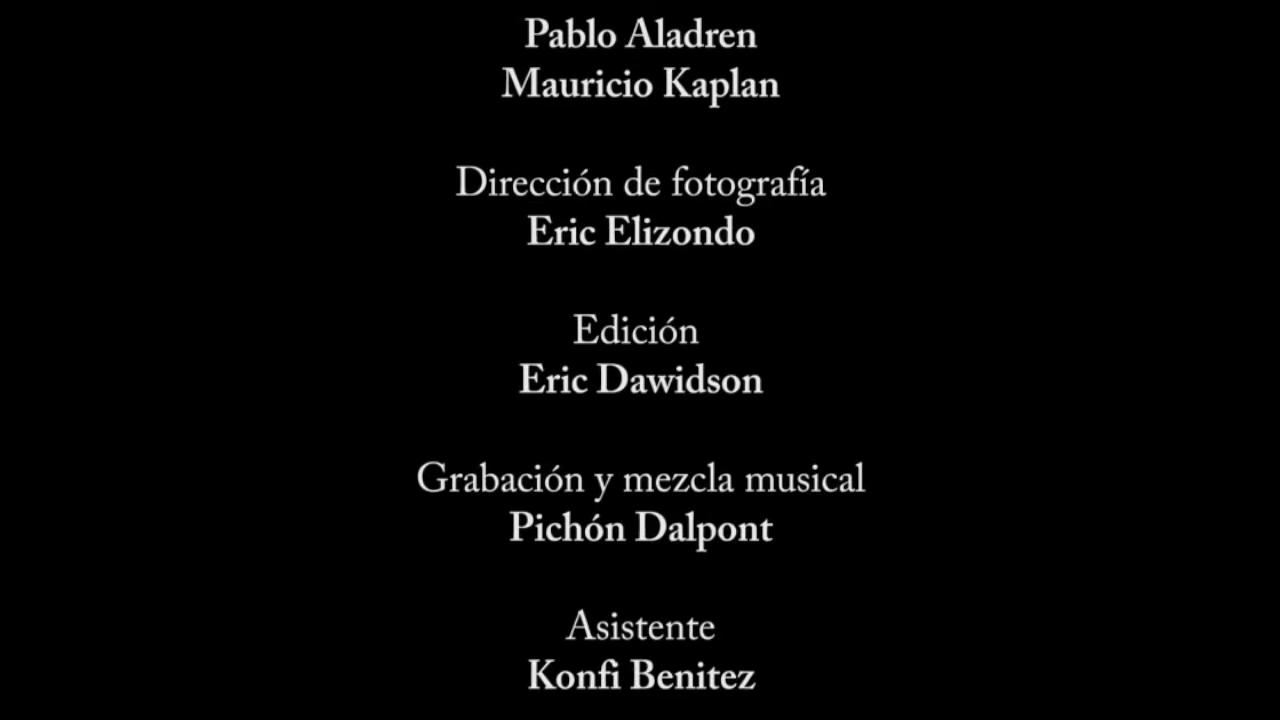 Pablo Aladren
Mauricio Kaplan
Dirección de fotografía
Eric Elizondo
Edición
Eric Dawidson
Grabación y mezcla musical
Pichón Dalpont
Asistente
Konfi Benitez